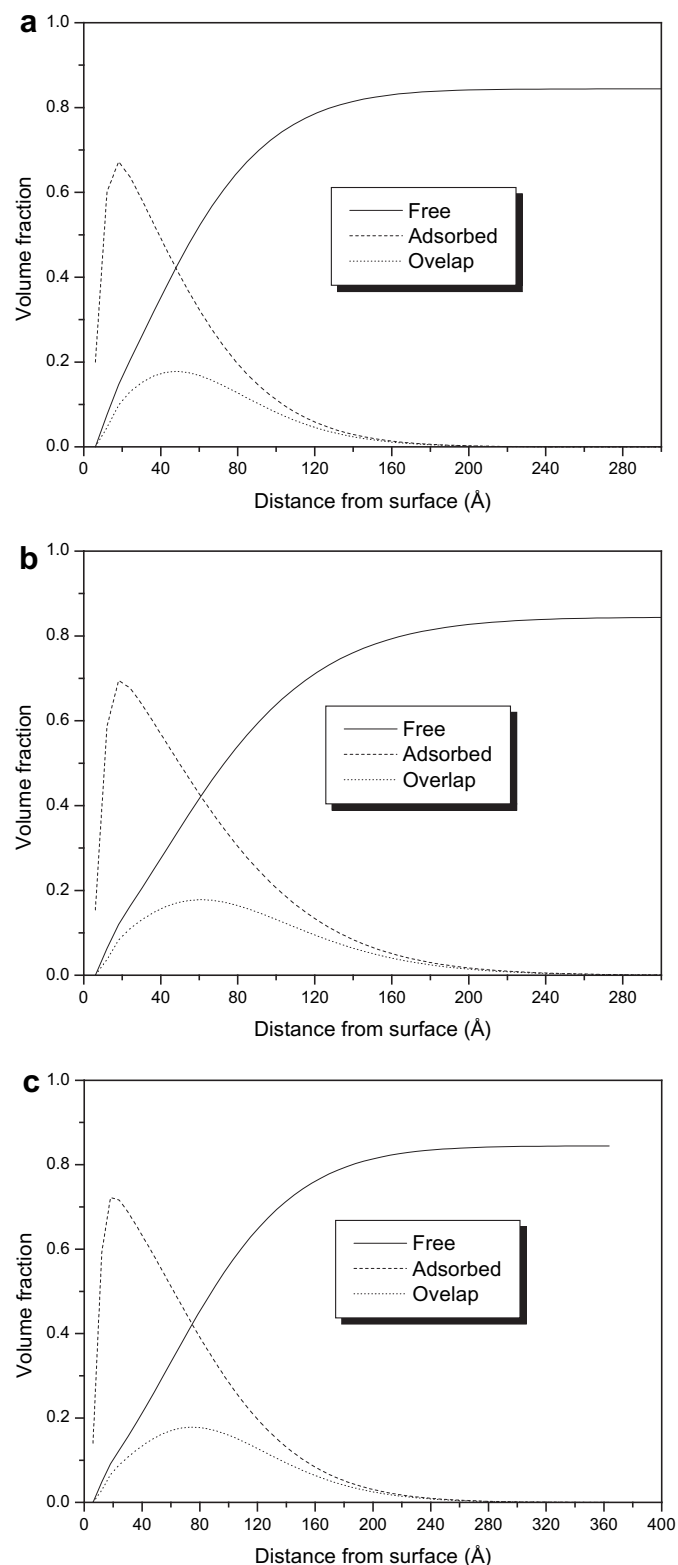 a
1.0
0.8
0.6
0.4
0.2
0.0
Volume fraction
Free
Adsorbed
Ovelap
0 40 80 120 160 200 240 280
Distance from surface (Å)
b
1.0
0.8
0.6
0.4
0.2
0.0
Volume fraction
Free
Adsorbed
Overlap
0 40 80 120 160 200 240 280
Distance from surface (Å)
c
1.0
0.8
0.6
0.4
0.2
0.0
Volume fraction
Free
Adsorbed
Ovelap
0 40 80 120 160 200 240 280 320 360 400
Distance from surface (Å)